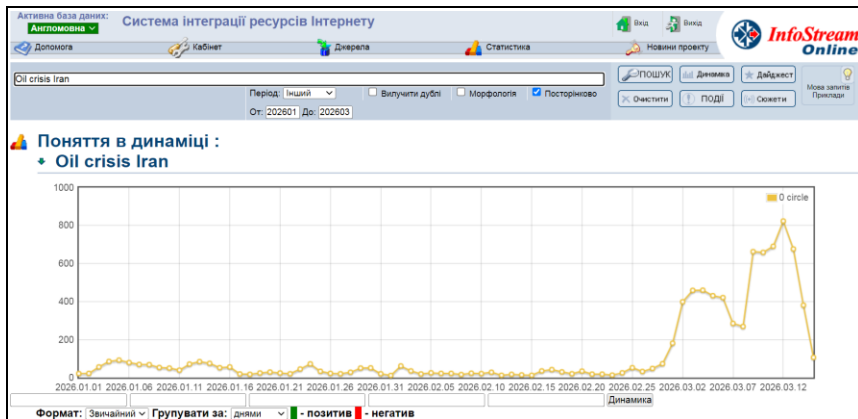 Активна база даних:
Англомовна
Система інтеграції ресурсів Інтернету
Вхід
Вихід
InfoStream
Online
Допомога
Кабінет
Джерела
Статистика
Новини проекту
Oil crisis Iran
ПОШУК
Динаміка
Дайджест
Мова запитів
Приклади
Період: Інший
Вилучити дублі
Морфологія
Посторінково
Очистити
ПОДІЇ
Сюжети
От: 202601 До: 202603
Поняття в динаміці :
Oil crisis Iran
1000
800
600
400
200
0
0 circle
2026.01.01 2026.01.06 2026.01.11 2026.01.16 2026.01.21 2026.01.26 2026.01.31 2026.02.05 2026.02.10 2026.02.15 2026.02.20 2026.02.25 2026.03.02 2026.03.07 2026.03.12
Динамика
Формат: Звичайний Групувати за: днями - позитив - негатив